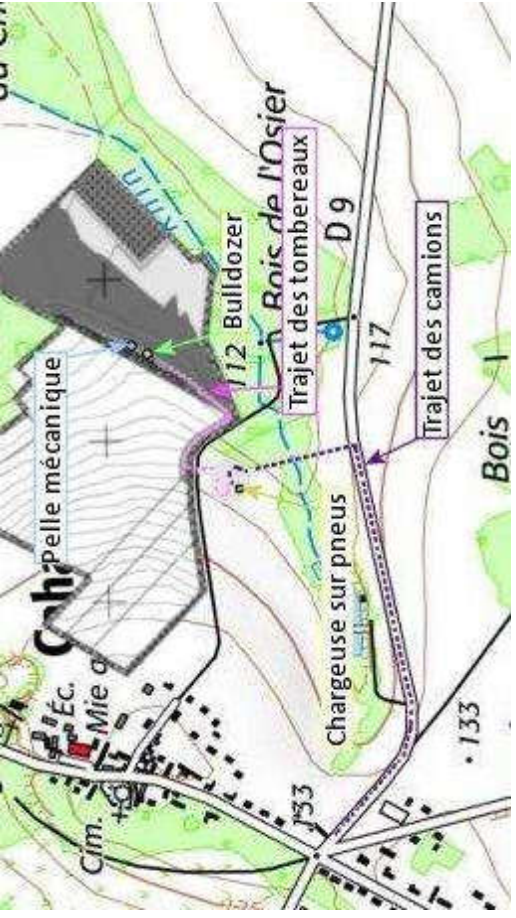 Pelle mécanique
Éc.
Mie
Cim.
Bulldozer
112
Bois de l'Osier
Trajet des tombereaux
D 9
Chargeuse sur pneus
133
117
Trajet des camions
133
Bois